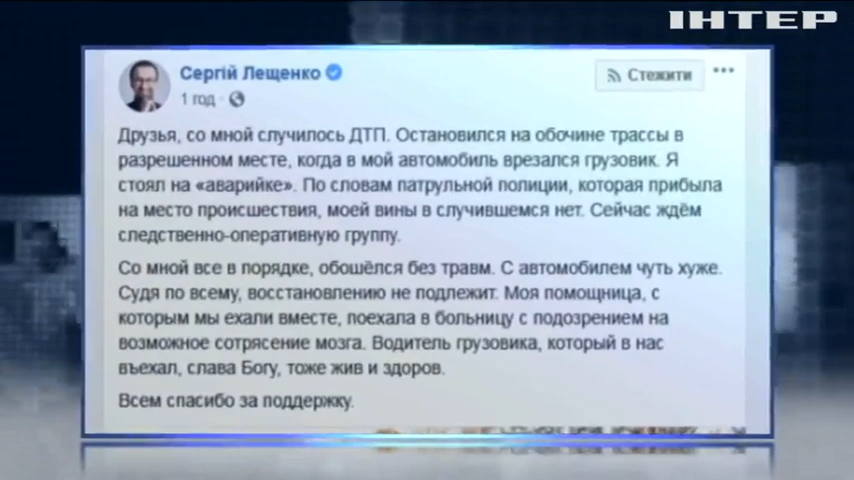 ІНТЕР
Сергій Лещенко
Стежити
1 год
Друзья, со мной случилось ДТП. Остановился на обочине трассы в
разрешенном месте, когда в мой автомобиль врезался грузовик. Я
стоял на «аварийке». По словам патрульной полиции, которая прибыла
на место происшествия, моей вины в случившемся нет. Сейчас ждём
следственно-оперативную группу.
Со мной все в порядке, обошёлся без травм. С автомобилем чуть хуже.
Судя по всему, восстановлению не подлежит. Моя помощница, с
которым мы ехали вместе, поехала в больницу с подозрением на
возможное сотрясение мозга. Водитель грузовика, который в нас
въехал, слава Богу, тоже жив и здоров.
Всем спасибо за поддержку.